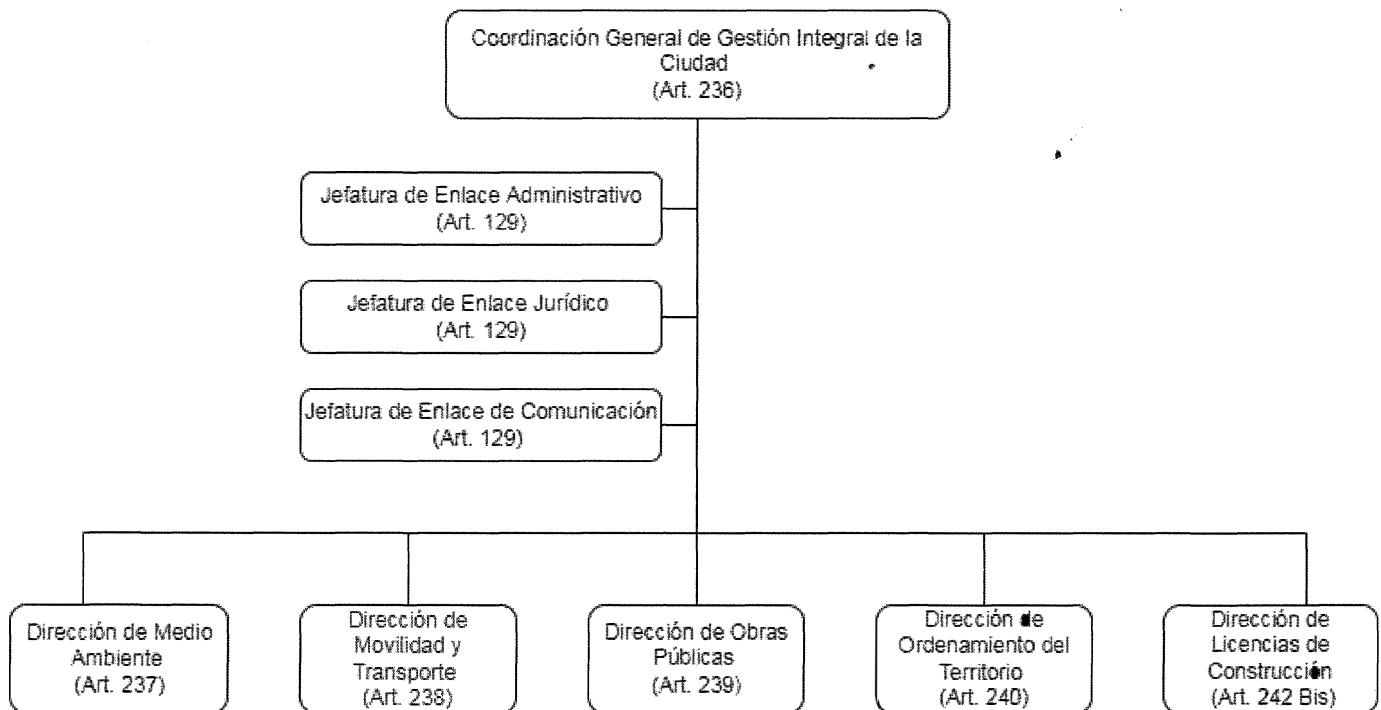 Coordinación General de Gestión Integral de la
Ciudad
(Art. 236)
Jefatura de Enlace Administrativo
(Art. 129)
Jefatura de Enlace Jurídico
(Art. 129)
Jefatura de Enlace de Comunicación
(Art. 129)
Dirección de Medio
Ambiente
(Art. 237)
Dirección de
Movilidad y
Transporte
(Art. 238)
Dirección de Obras
Públicas
(Art. 239)
Dirección de
Ordenamiento del
Territorio
(Art. 240)
Dirección de
Licencias de
Construcción
(Art. 242 Bis)